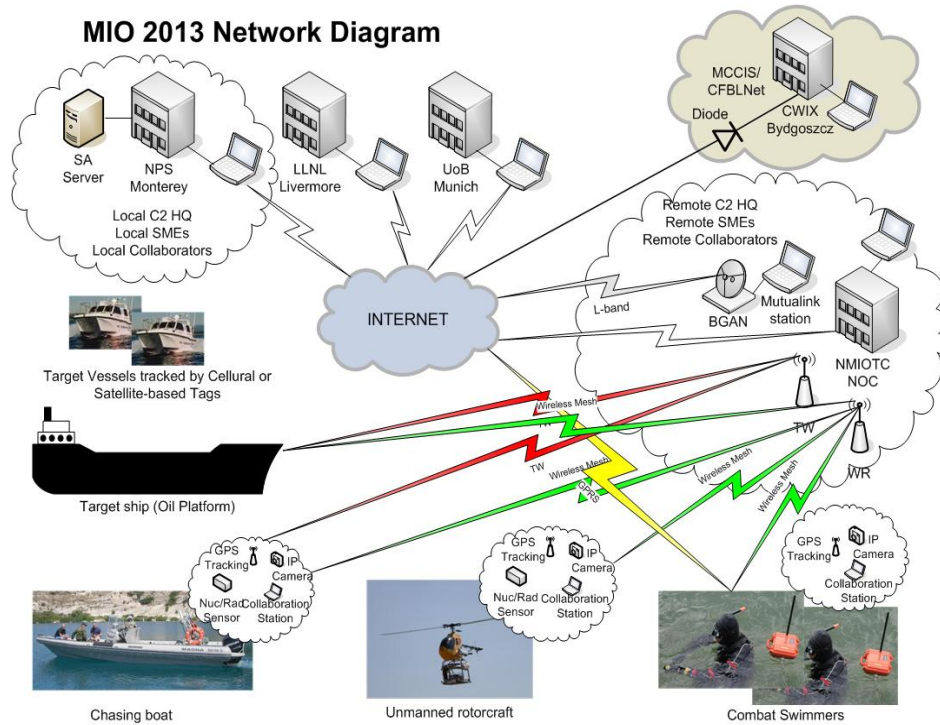 MIO 2013 Network Diagram
MCCIS/
CFBLNet
Diode
CWIX
Bydgoszcz
SA
Server
NPS
Monterey
LLNL
Livermore
UoB
Munich
Local C2 HQ
Local SMEs
Local Collaborators
Remote C2 HQ
Remote SMEs
Remote Collaborators
INTERNET
L-band
BGAN
Mutualink
station
NMIOTC
NOC
Target Vessels tracked by Cellural or
Satellite-based Tags
Wireless Mesh
TW
WR
TW
Wireless Mesh
GPRS
Wireless Mesh
Wireless Mesh
Target ship (Oil Platform)
GPS
Tracking
IP
Camera
Nuc/Rad
Sensor
Collaboration
Station
GPS
Tracking
IP
Camera
Nuc/Rad
Sensor
Collaboration
Station
GPS
Tracking
IP
Camera
Collaboration
Station
Chasing boat
Unmanned rotorcraft
Combat Swimmers